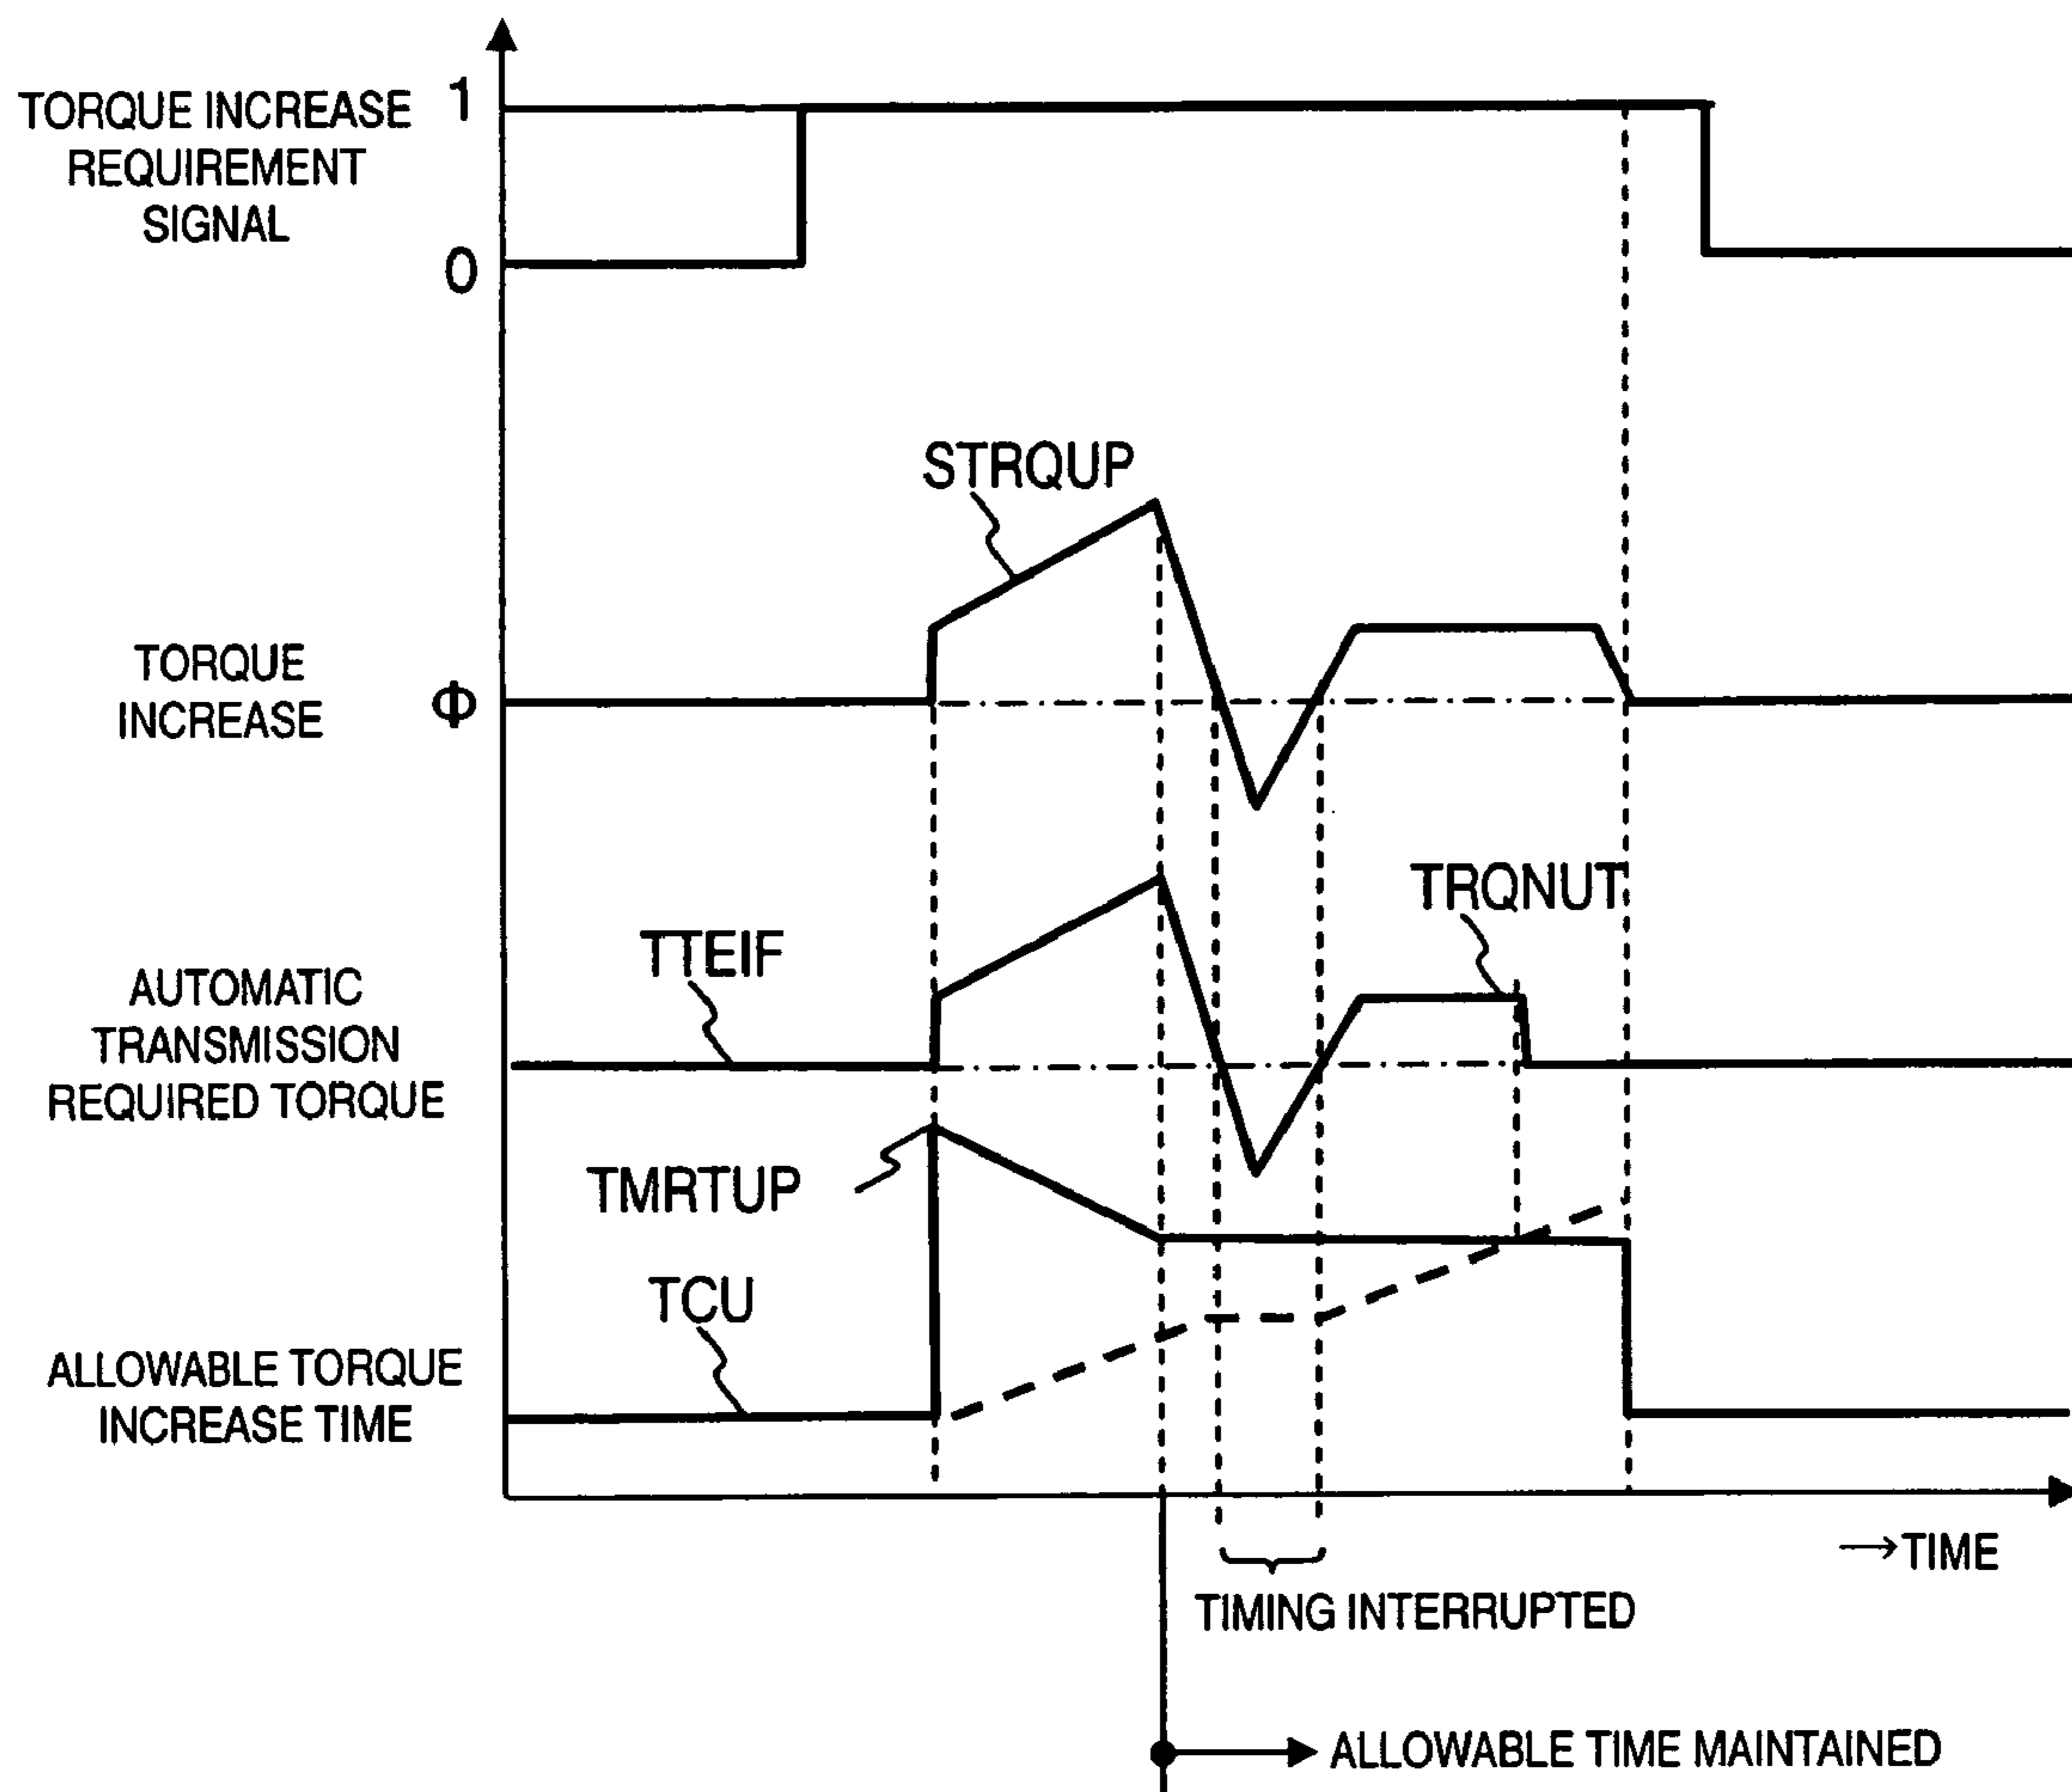 TORQUE INCREASE
REQUIREMENT
SIGNAL
1
0
STRQUP
TORQUE
INCREASE
Φ
TRQNUT
TTEIF
AUTOMATIC
TRANSMISSION
REQUIRED TORQUE
TMRTUP
TCU
ALLOWABLE TORQUE
INCREASE TIME
→TIME
TIMING INTERRUPTED
ALLOWABLE TIME MAINTAINED